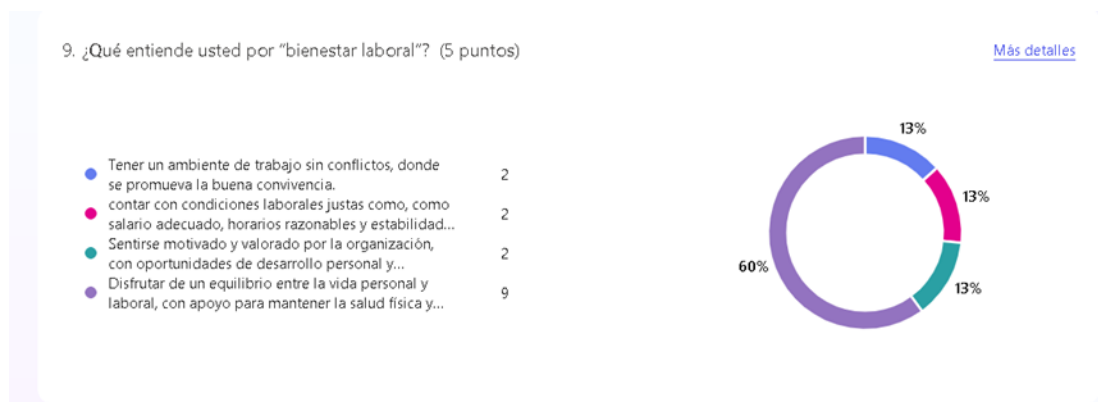 9. ¿Qué entiende usted por "bienestar laboral"? (5 puntos)
Más detalles
Tener un ambiente de trabajo sin conflictos, donde
se promueva la buena convivencia.
2
contar con condiciones laborales justas como, como
salario adecuado, horarios razonables y estabilidad...
2
Sentirse motivado y valorado por la organización,
con oportunidades de desarrollo personal y...
2
Disfrutar de un equilibrio entre la vida personal y
laboral, con apoyo para mantener la salud física y...
9
13%
13%
13%
60%